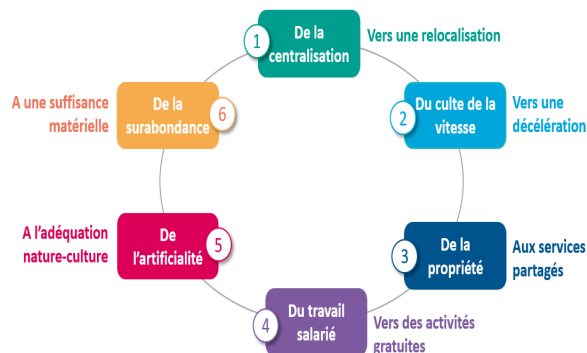 1
De la
centralisation
Vers une relocalisation
2
Du culte de la
vitesse
Vers une
décélération
3
De la
propriété
Aux services
partagés
4
Du travail
salarié
Vers des activités
gratuites
5
De
l'artificialité
A l'adéquation
nature-culture
6
De la
surabondance
A une suffisance
matérielle